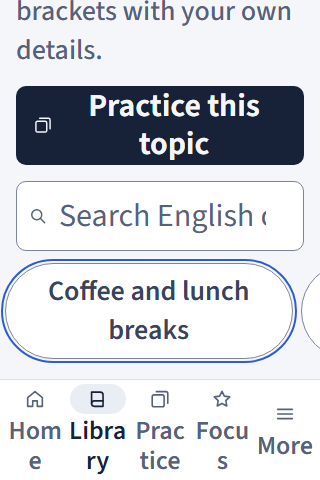 brackets with your own
details.
Practice this
topic
Search English
Coffee and lunch
breaks
Hom
e
Libra
ry
Prac
tice
Focu
s
More